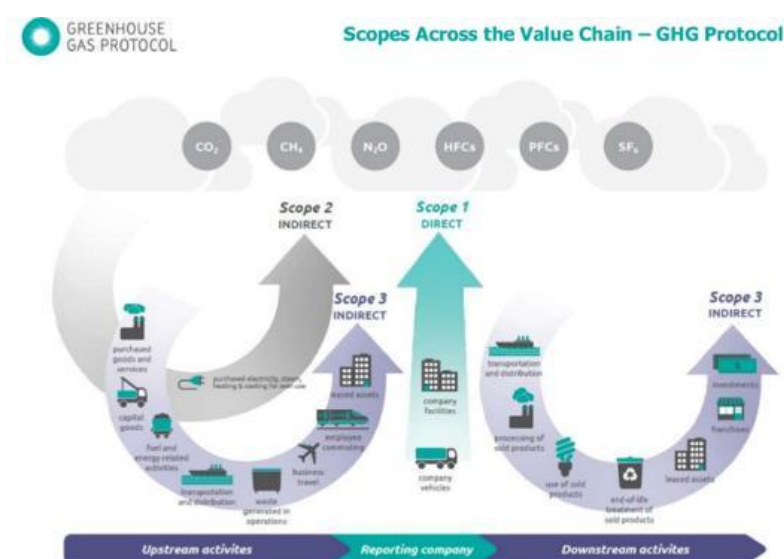 GREENHOUSE
GAS PROTOCOL
Scopes Across the Value Chain – GHG Protocol
CO₂
CH₄
N₂O
HFCs
PFCs
SF₆
Scope 2
INDIRECT
Scope 1
DIRECT
Scope 3
INDIRECT
Scope 3
INDIRECT
purchased
goods and
services
capital
goods
fuel and
energy related
activities
transportation
and distribution
waste
generated in
operations
business
travel
employee
commuting
leased assets
purchased electricity, steam,
heating & cooling for own use
company
facilities
company
vehicles
transportation
and distribution
processing of
sold products
use of sold
products
end-of-life
treatment of
sold products
leased assets
franchises
investments
Upstream activites
Reporting company
Downstream activites